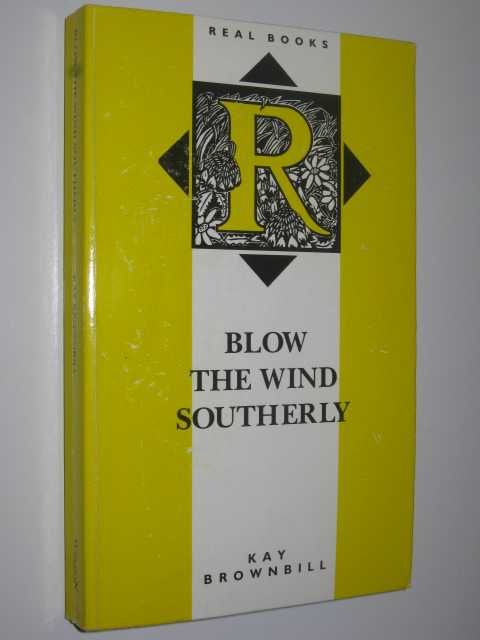 REAL BOOKS
R
BLOW
THE WIND
SOUTHERLY
KAY
BROWNBILL